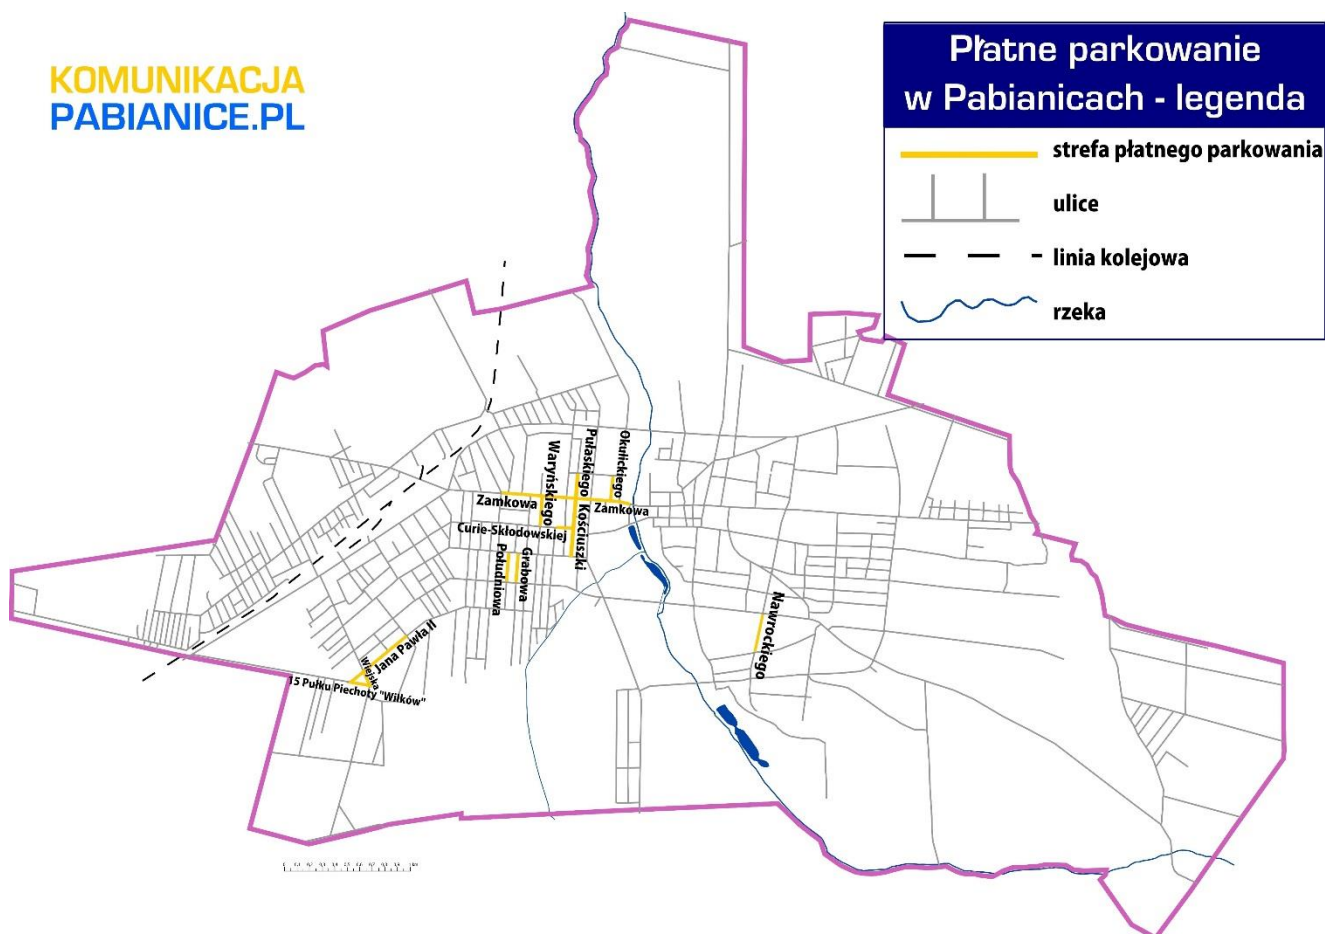 KOMUNIKACJA
PABIANICE.PL
Płatne parkowanie
w Pabianicach - legenda
strefa płatnego parkowania
ulice
linia kolejowa
rzeka
Okulickiego
Pułaskiego
Waryńskiego
Zamkowa
Zamkowa
Kościuszki
Curie-Skłodowskiej
Południowa
Grabowa
Nawrockiego
Jana Pawła II
Wiejska
15 Pułku Piechoty "Wilków"